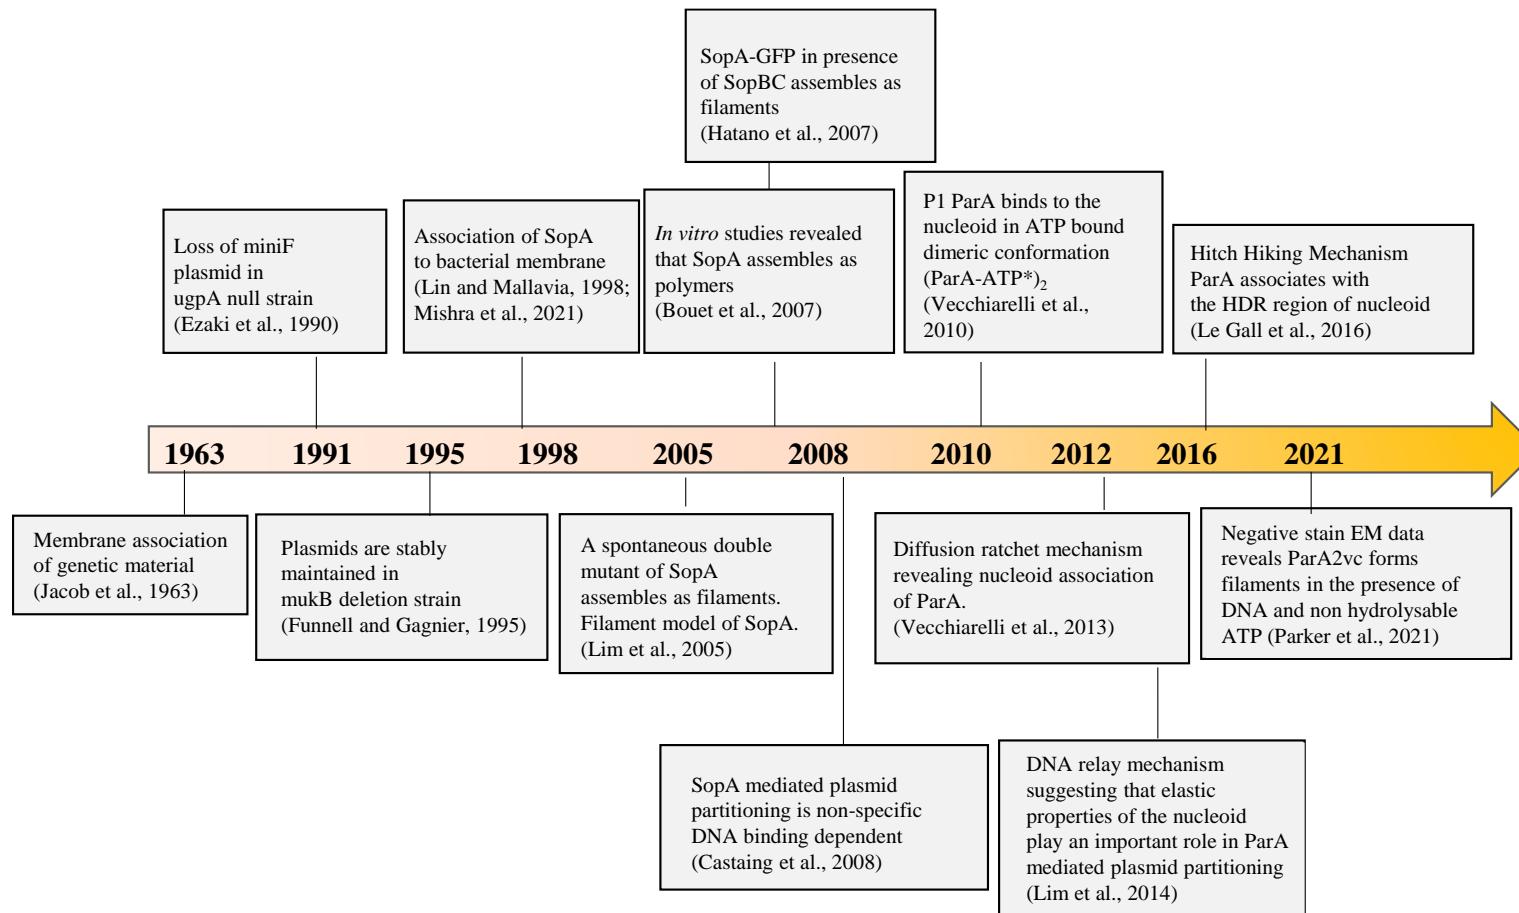 SopA-GFP in presence
of SopBC assembles as
filaments
(Hatano et al., 2007)
Loss of miniF
plasmid in
ugpA null strain
(Ezaki et al., 1990)
Association of SopA
to bacterial membrane
(Lin and Mallavia, 1998;
Mishra et al., 2021)
In vitro studies revealed
that SopA assembles as
polymers
(Bouet et al., 2007)
P1 ParA binds to the
nucleoid in ATP bound
dimeric conformation
(ParA-ATP*)₂
(Vecchiarelli et al.,
2010)
Hitch Hiking Mechanism
ParA associates with
the HDR region of nucleoid
(Le Gall et al., 2016)
1963 1991 1995 1998 2005 2008 2010 2012 2016 2021
Membrane association
of genetic material
(Jacob et al., 1963)
Plasmids are stably
maintained in
mukB deletion strain
(Funnell and Gagnier, 1995)
A spontaneous double
mutant of SopA
assembles as filaments.
Filament model of SopA.
(Lim et al., 2005)
Diffusion ratchet mechanism
revealing nucleoid association
of ParA.
(Vecchiarelli et al., 2013)
Negative stain EM data
reveals ParA2vc forms
filaments in the presence of
DNA and non hydrolysable
ATP (Parker et al., 2021)
SopA mediated plasmid
partitioning is non-specific
DNA binding dependent
(Castaing et al., 2008)
DNA relay mechanism
suggesting that elastic
properties of the nucleoid
play an important role in ParA
mediated plasmid partitioning
(Lim et al., 2014)